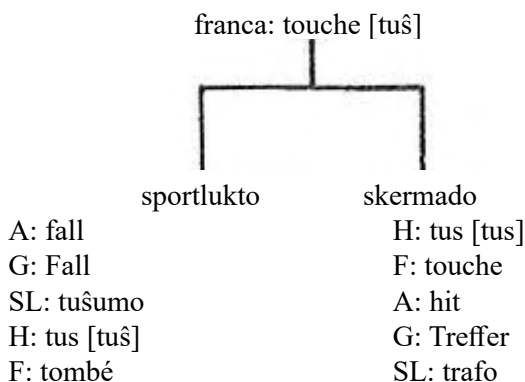 franca: touche [tuŝ]
sportlukto
A: fall
G: Fall
SL: tuŝumo
H: tus [tuŝ]
F: tombé
skermado
H: tus [tus]
F: touche
A: hit
G: Treffer
SL: trafo